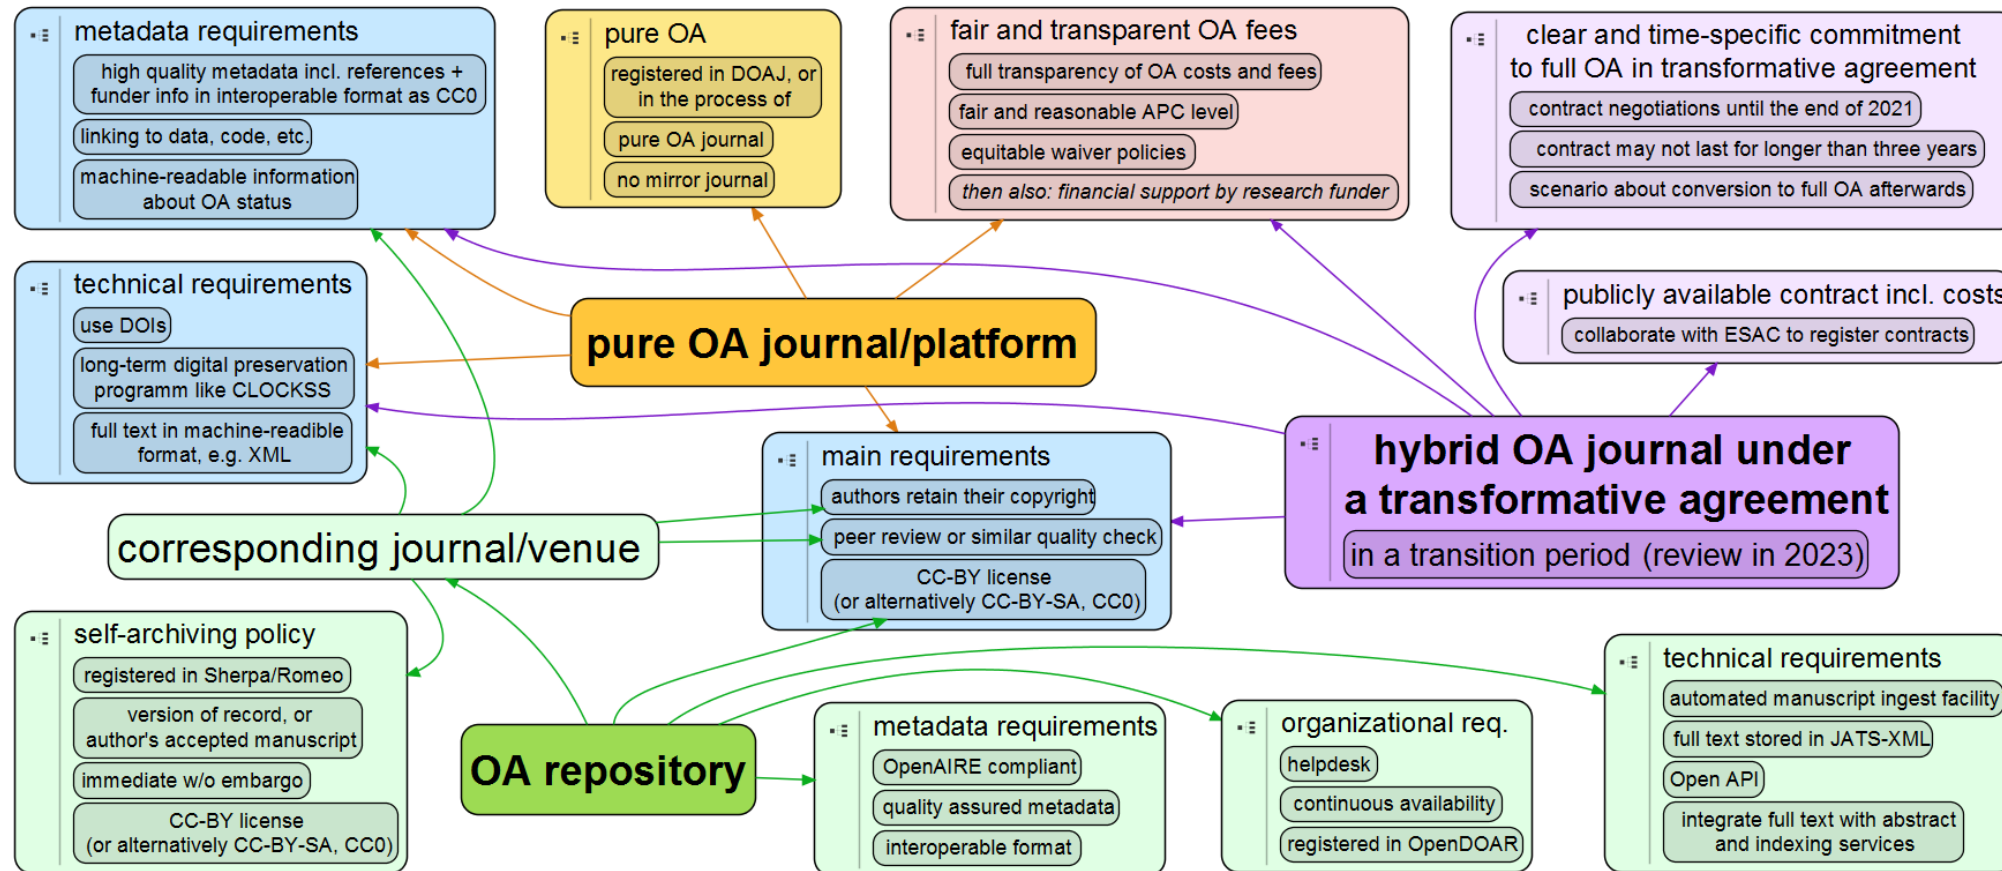 metadata requirements
high quality metadata incl. references +
funder info in interoperable format as CC0
linking to data, code, etc.
machine-readable information
about OA status
pure OA
registered in DOAJ, or
in the process of
pure OA journal
no mirror journal
fair and transparent OA fees
full transparency of OA costs and fees
fair and reasonable APC level
equitable waiver policies
then also: financial support by research funder
clear and time-specific commitment
to full OA in transformative agreement
contract negotiations until the end of 2021
contract may not last for longer than three years
scenario about conversion to full OA afterwards
technical requirements
use DOIs
long-term digital preservation
programm like CLOCKSS
full text in machine-readible
format, e.g. XML
pure OA journal/platform
publicly available contract incl. costs
collaborate with ESAC to register contracts
main requirements
authors retain their copyright
peer review or similar quality check
CC-BY license
(or alternatively CC-BY-SA, CC0)
hybrid OA journal under
a transformative agreement
in a transition period (review in 2023)
corresponding journal/venue
self-archiving policy
registered in Sherpa/Romeo
version of record, or
author's accepted manuscript
immediate w/o embargo
CC-BY license
(or alternatively CC-BY-SA, CC0)
OA repository
metadata requirements
OpenAIRE compliant
quality assured metadata
interoperable format
organizational req.
helpdesk
continuous availability
registered in OpenDOAR
technical requirements
automated manuscript ingest facility
full text stored in JATS-XML
Open API
integrate full text with abstract
and indexing services